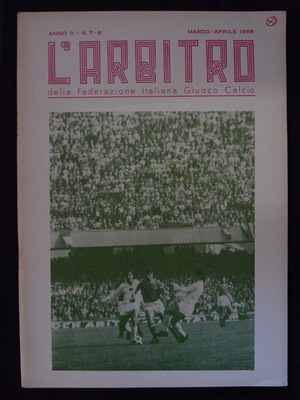 ANNO II - N. 7-8
MARZO-APRILE 1968
L'ARBITRO
della Federazione Italiana Giuoco Calcio